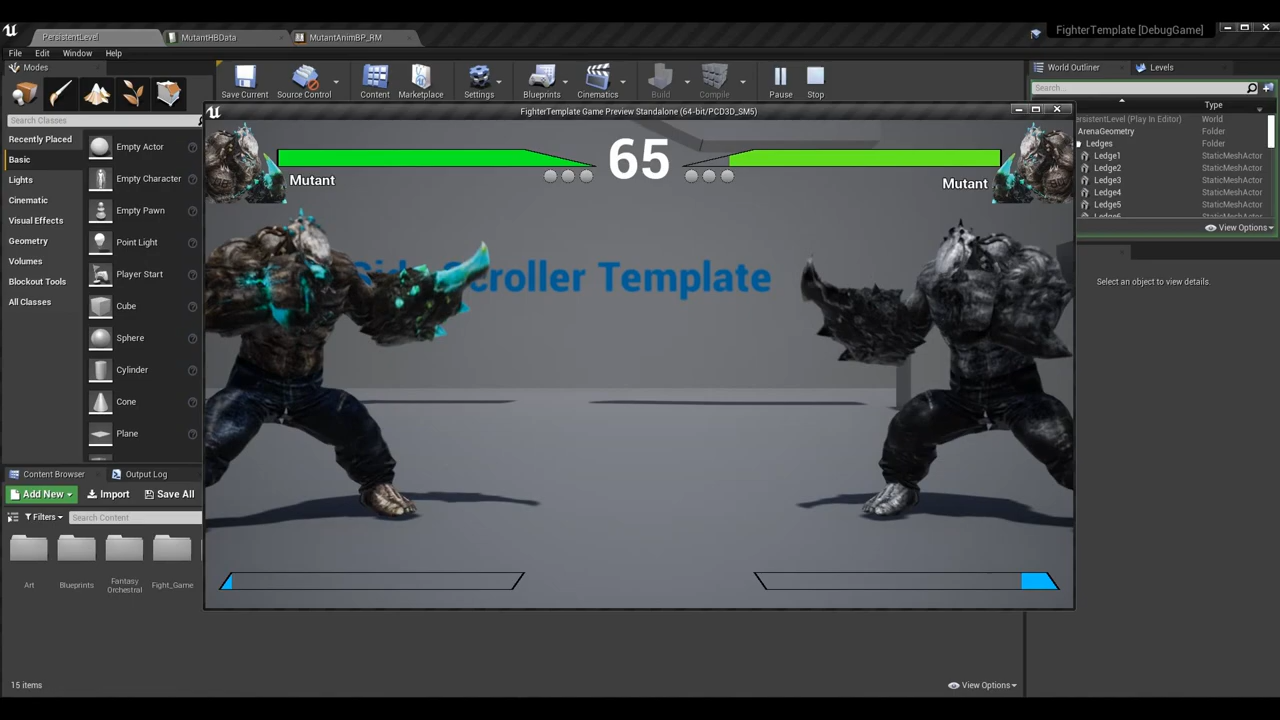 FighterTemplate [DebugGame]
PersistentLevel
MutantHBData
MutantAnimBP_RM
File Edit Window Help
Modes
Search Classes
Recently Placed
Basic
Lights
Cinematic
Visual Effects
Geometry
Volumes
Blockout Tools
All Classes
Empty Actor
Empty Character
Empty Pawn
Point Light
Player Start
Cube
Sphere
Cylinder
Cone
Plane
Save Current
Source Control
Content
Marketplace
Settings
Blueprints
Cinematics
Build
Compile
Pause
Stop
FighterTemplate Game Preview Standalone (64-bit/PCD3D_SM5)
65
Mutant
Mutant
croller Template
World Outliner
Levels
Search...
Type
ersistentLevel (Play In Editor) World
ArenaGeometry Folder
Ledges Folder
Ledge1 StaticMeshActor
Ledge2 StaticMeshActor
Ledge3 StaticMeshActor
Ledge4 StaticMeshActor
Ledge5 StaticMeshActor
View Options
Select an object to view details.
Content Browser
Output Log
Add New
Import
Save All
Filters
Search Content
Art
Blueprints
Fantasy
Orchestral
Fight_Game
15 items
View Options